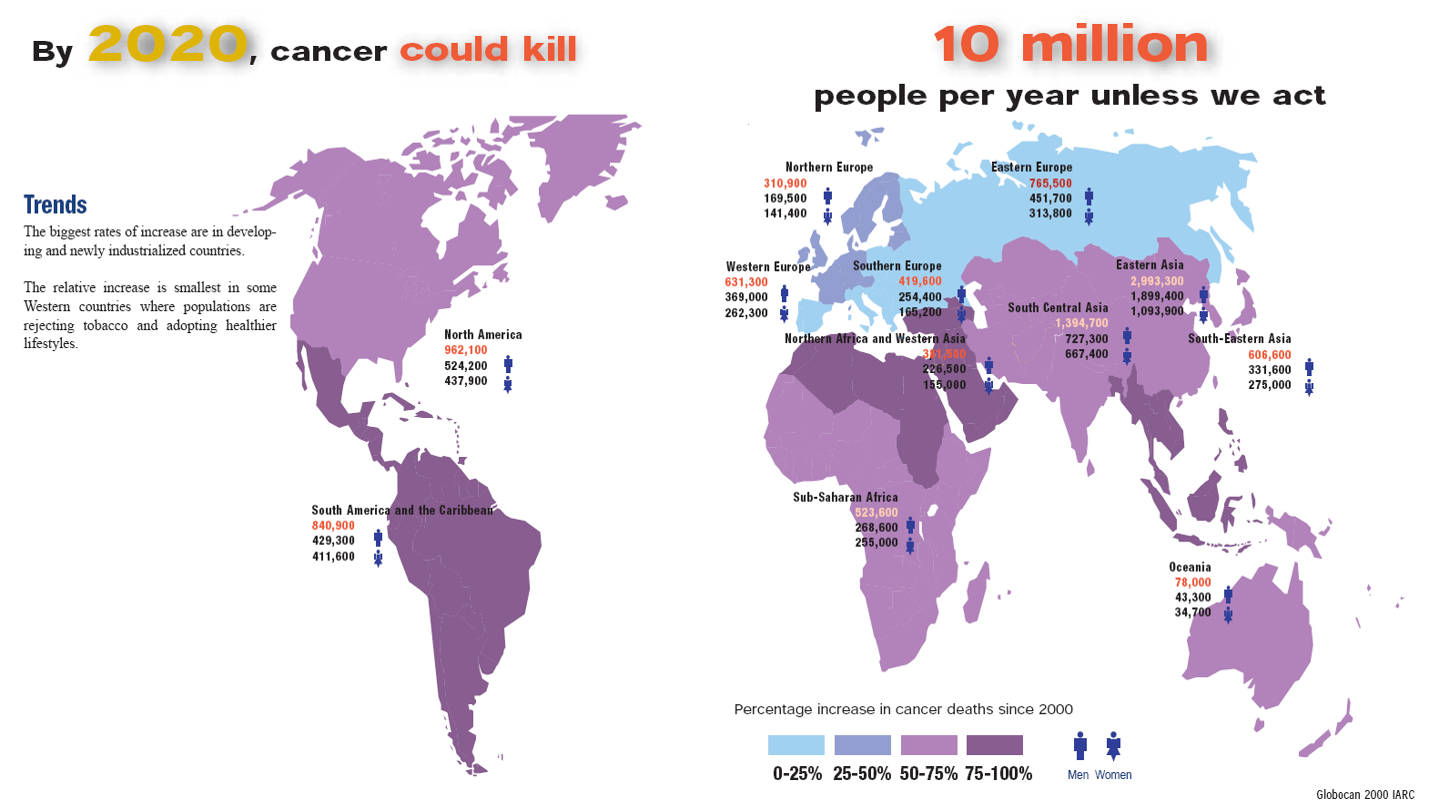 By 2020, cancer could kill
10 million
people per year unless we act
Trends
The biggest rates of increase are in develop-
ing and newly industrialized countries.
The relative increase is smallest in some
Western countries where populations are
rejecting tobacco and adopting healthier
lifestyles.
North America
962,100
524,200
437,900
South America and the Caribbean
840,900
429,300
411,600
Northern Europe
310,900
169,500
141,400
Eastern Europe
765,500
451,700
313,800
Western Europe
631,300
369,000
262,300
Southern Europe
419,600
254,400
165,200
Eastern Asia
2,993,300
1,899,400
1,093,900
South Central Asia
1,394,700
727,300
667,400
South-Eastern Asia
606,600
331,600
275,000
Northern Africa and Western Asia
226,500
155,000
Sub-Saharan Africa
523,600
268,600
255,000
Oceania
78,000
43,300
34,700
Percentage increase in cancer deaths since 2000
0-25% 25-50% 50-75% 75-100%
Men Women
Globocan 2000 IARC